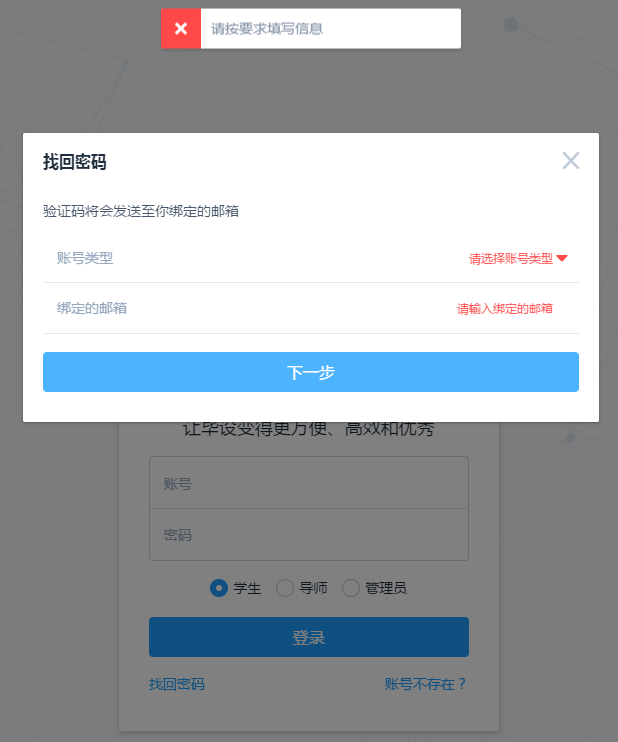 请按要求填写信息
找回密码
验证码将会发送至你绑定的邮箱
账号类型 请选择账号类型
绑定的邮箱 请输入绑定的邮箱
下一步
让毕设变得更方便、高效和优秀
账号
密码
学生 导师 管理员
登录
找回密码 账号不存在？